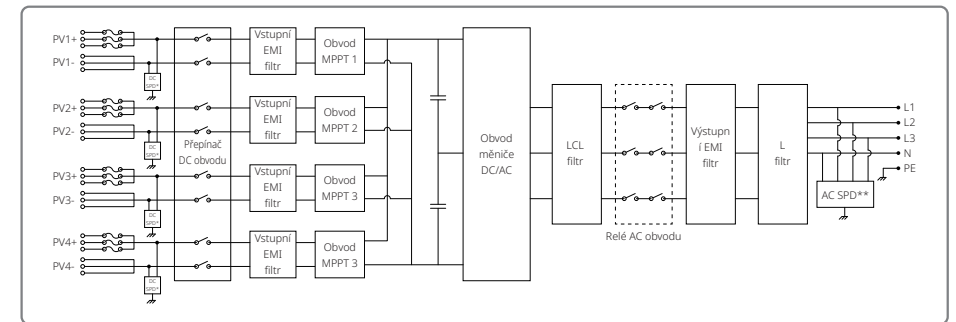 PV1+
PV1-
DC
SPD*
PV2+
PV2-
DC
SPD*
PV3+
PV3-
DC
SPD*
PV4+
PV4-
DC
SPD*
Přepínač
DC obvodu
Vstupní
EMI
filtr
Vstupní
EMI
filtr
Vstupní
EMI
filtr
Vstupní
EMI
filtr
Obvod
MPPT 1
Obvod
MPPT 2
Obvod
MPPT 3
Obvod
MPPT 3
Obvod
měniče
DC/AC
LCL
filtr
Relé AC obvodu
Výstupn
í EMI
filtr
L
filtr
L1
L2
L3
N
PE
AC SPD**